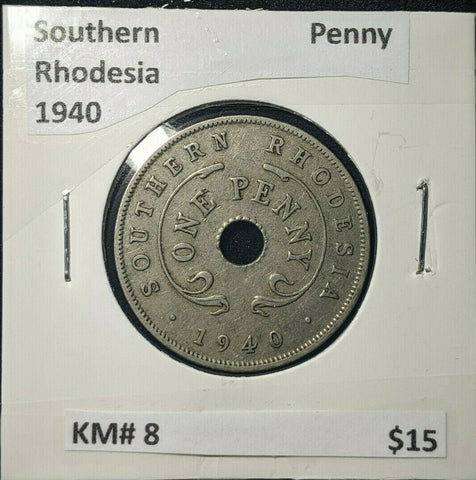 Southern Penny
Rhodesia
1940
SOUTHERN RHODESIA
ONE PENNY
· 1940 ·
KM# 8 $15